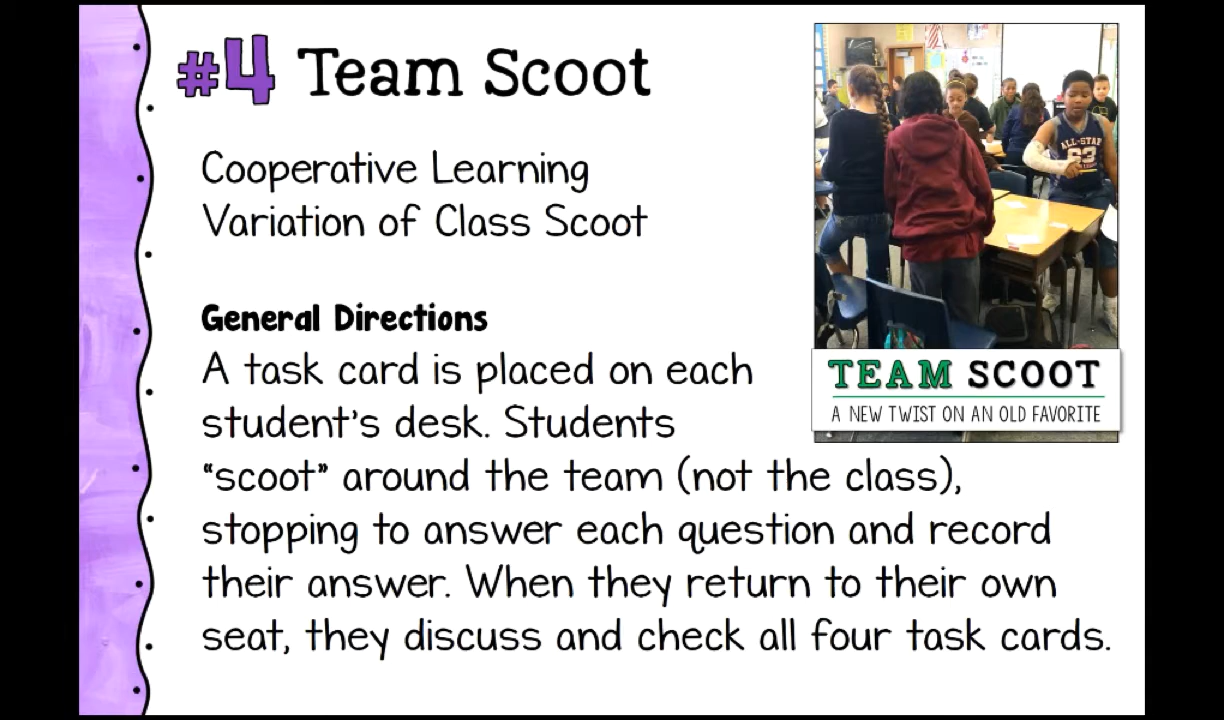 #4 Team Scoot
Cooperative Learning
Variation of Class Scoot
General Directions
A task card is placed on each
student's desk. Students
"scoot" around the team (not the class),
stopping to answer each question and record
their answer. When they return to their own
seat, they discuss and check all four task cards.
ALL-STAR
63
TEAM SCOOT
A NEW TWIST ON AN OLD FAVORITE